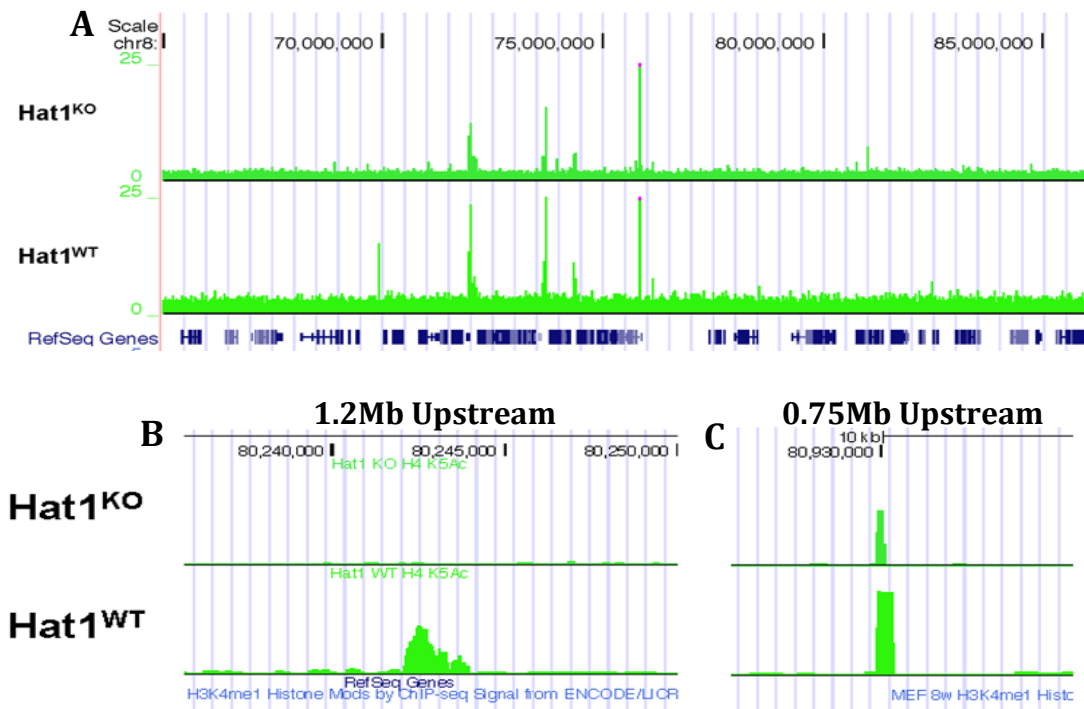 A
Scale
chr8:
70,000,000
75,000,000
80,000,000
85,000,000
25
Hat1KO
0
25
Hat1WT
0
RefSeq Genes
1.2Mb Upstream
B
80,240,000
80,245,000
80,250,000
Hat1 KO H4 K5Ac
Hat1KO
Hat1 WT H4 K5Ac
Hat1WT
RefSeq Genes
H3K4me1 Histone Mods by ChIP-seq Signal from ENCODE/LICR
0.75Mb Upstream
C
10 kb
80,930,000
MEF 8w H3K4me1 Histc